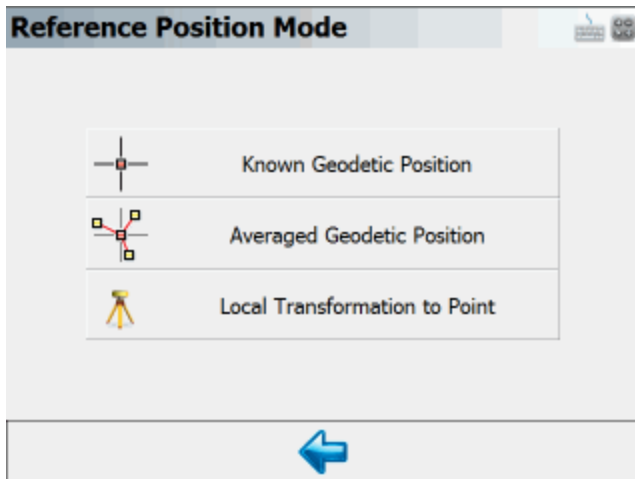 Reference Position Mode
Known Geodetic Position
Averaged Geodetic Position
Local Transformation to Point